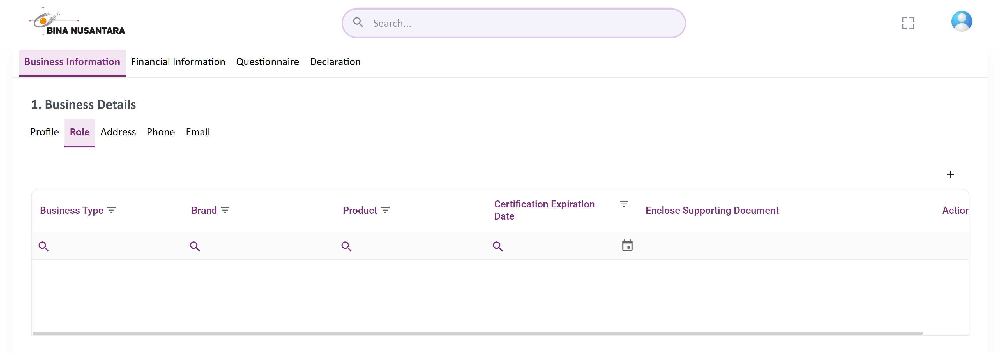 BINA NUSANTARA
Search...
Business Information Financial Information Questionnaire Declaration
1. Business Details
Profile Role Address Phone Email
+
Business Type Brand Product Certification Expiration Date Enclose Supporting Document Action